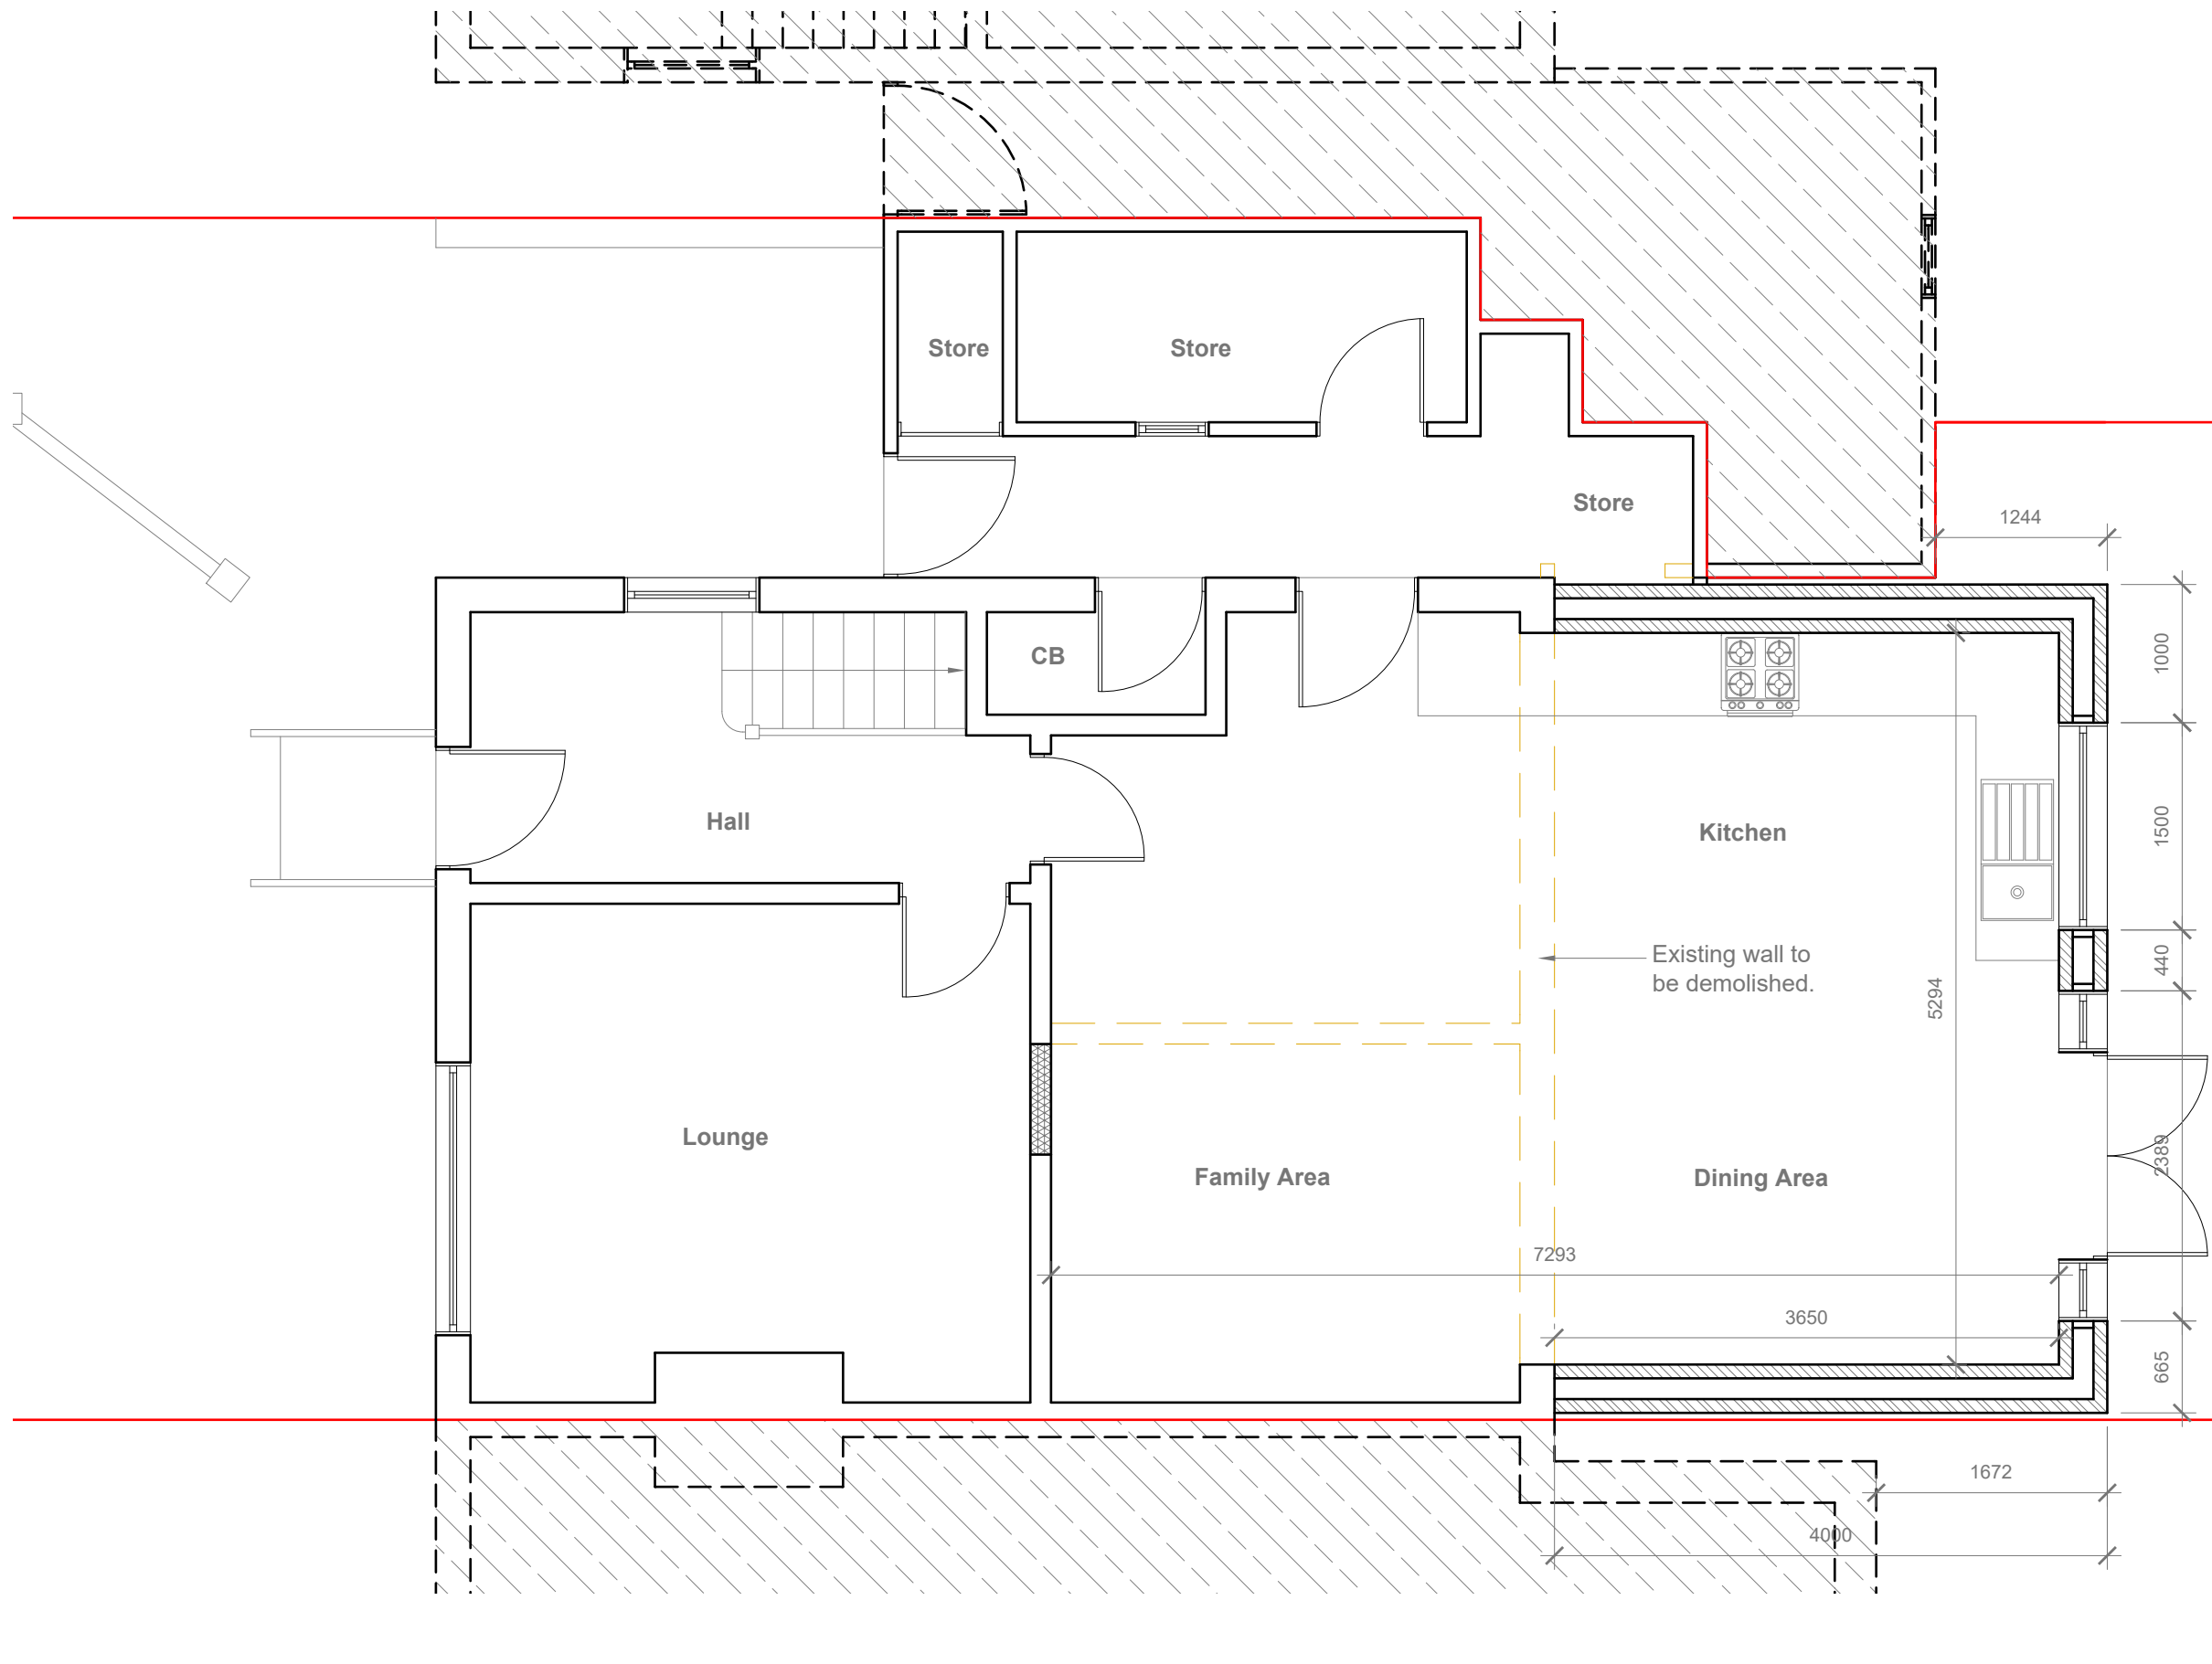 Store
Store
Store
1244
CB
1000
Hall
Kitchen
1500
Existing wall to
be demolished.
440
5294
Lounge
Family Area
Dining Area
2389
7293
3650
665
1672
4000